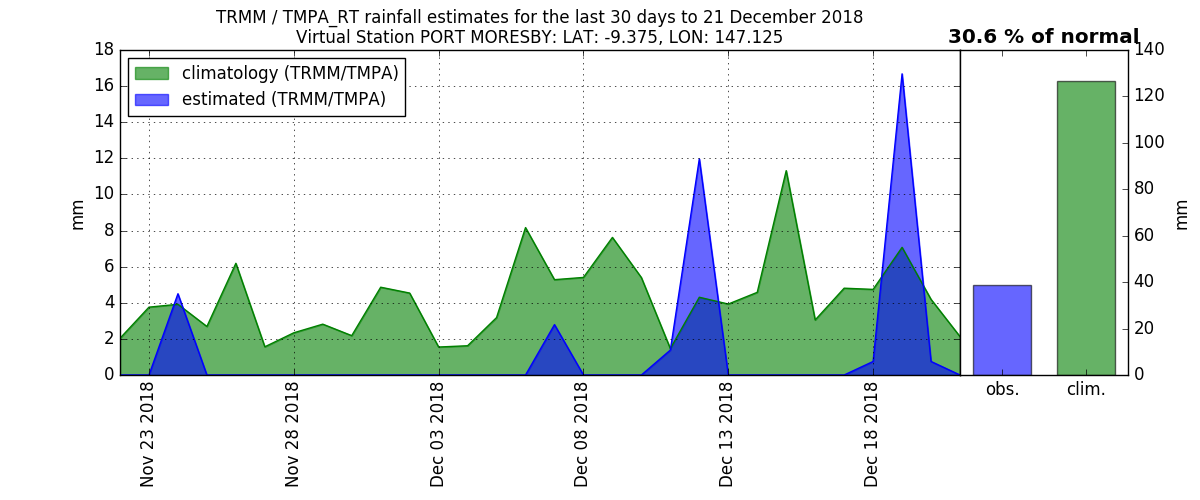 TRMM / TMPA_RT rainfall estimates for the last 30 days to 21 December 2018
Virtual Station PORT MORESBY: LAT: -9.375, LON: 147.125
30.6 % of normal
climatology (TRMM/TMPA)
estimated (TRMM/TMPA)
mm
18
16
14
12
10
8
6
4
2
0
Nov 23 2018
Nov 28 2018
Dec 03 2018
Dec 08 2018
Dec 13 2018
Dec 18 2018
140
120
100
80
60
40
20
0
mm
obs.
clim.